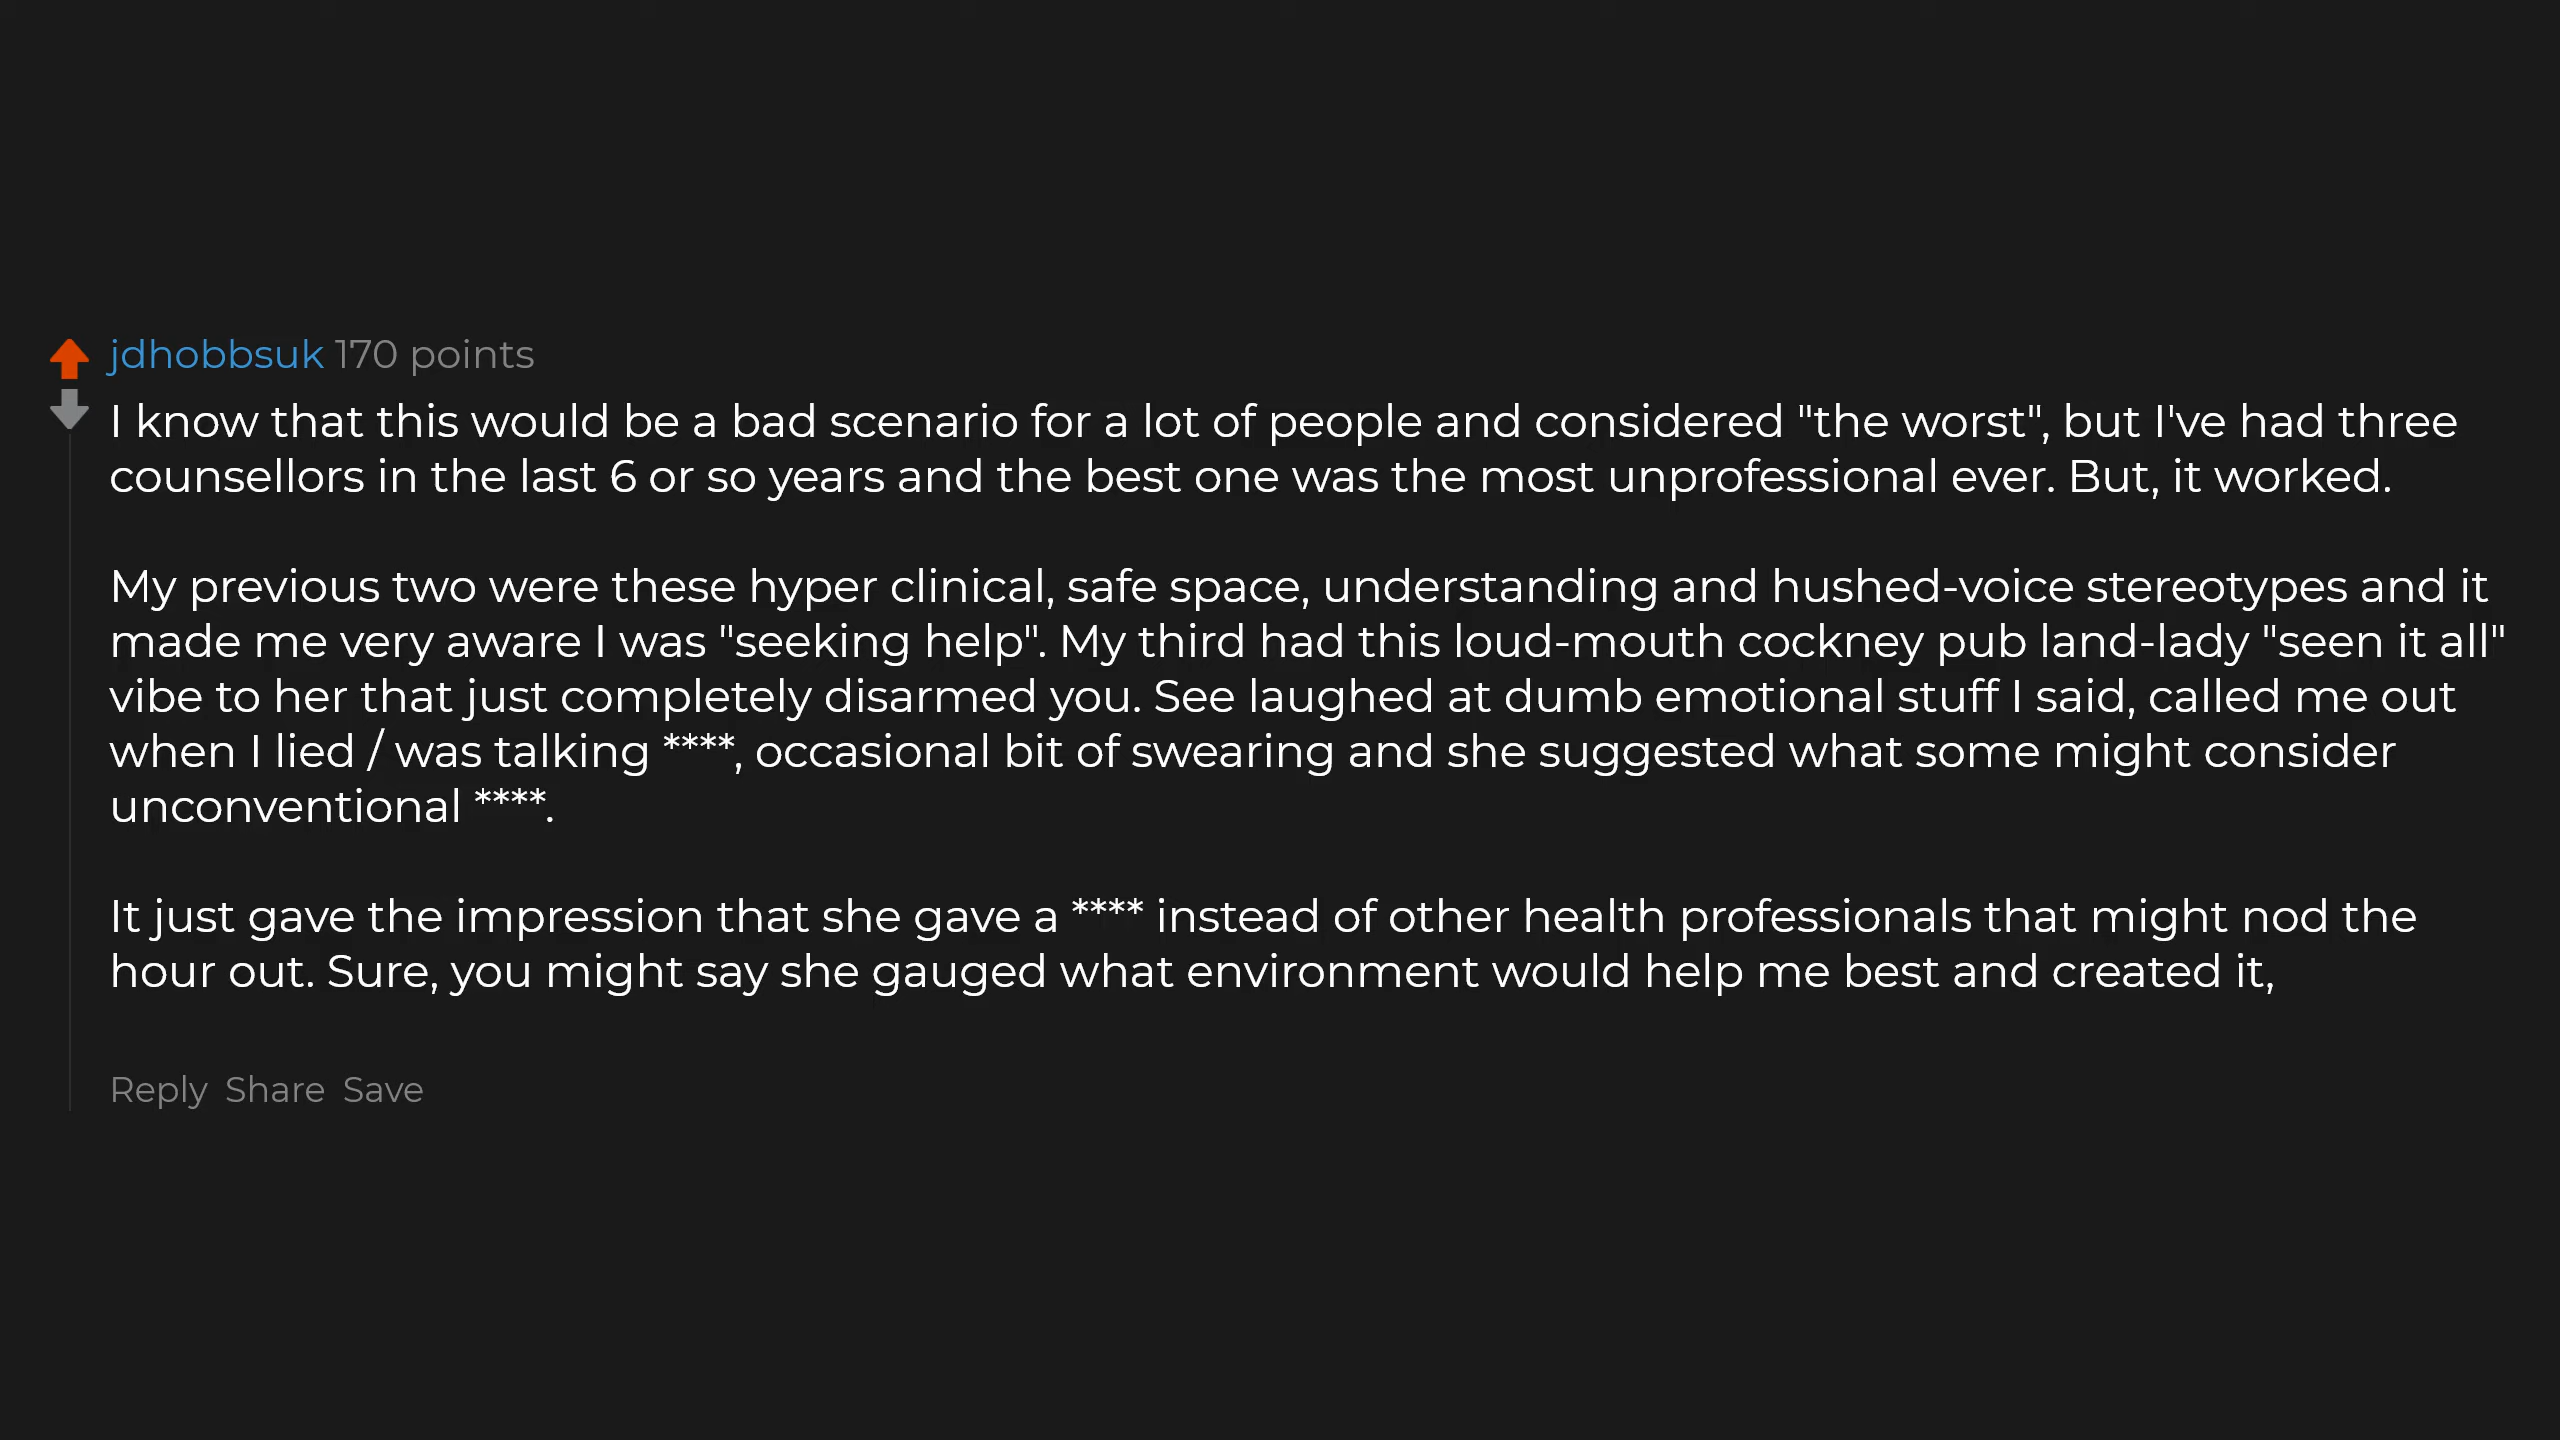 jdhobbsuk 170 points
I know that this would be a bad scenario for a lot of people and considered "the worst", but I've had three
counsellors in the last 6 or so years and the best one was the most unprofessional ever. But, it worked.
My previous two were these hyper clinical, safe space, understanding and hushed-voice stereotypes and it
made me very aware I was "seeking help". My third had this loud-mouth cockney pub land-lady "seen it all"
vibe to her that just completely disarmed you. See laughed at dumb emotional stuff I said, called me out
when I lied / was talking ****, occasional bit of swearing and she suggested what some might consider
unconventional ****.
It just gave the impression that she gave a **** instead of other health professionals that might nod the
hour out. Sure, you might say she gauged what environment would help me best and created it,
Reply Share Save